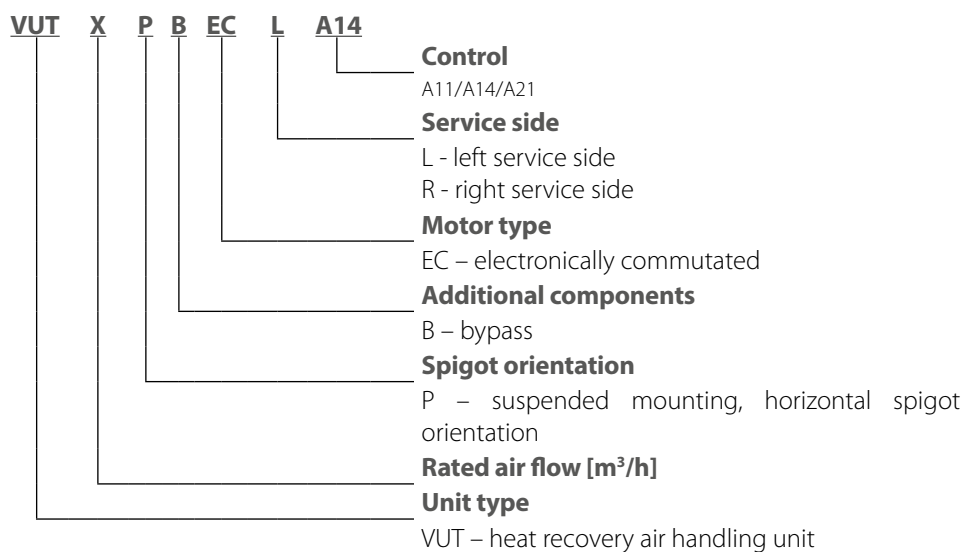 VUT X P B EC L A14
Control
A11/A14/A21
Service side
L - left service side
R - right service side
Motor type
EC – electronically commutated
Additional components
B – bypass
Spigot orientation
P – suspended mounting, horizontal spigot
orientation
Rated air flow [m³/h]
Unit type
VUT – heat recovery air handling unit